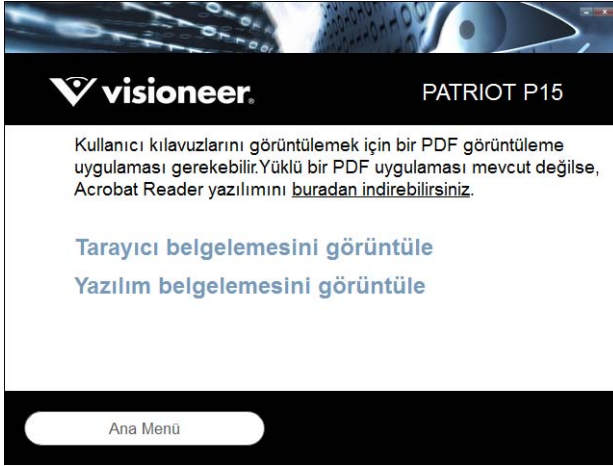 visioneer®
PATRIOT P15
Kullanıcı kılavuzlarını görüntülemek için bir PDF görüntüleme
uygulaması gerekebilir.Yüklü bir PDF uygulaması mevcut değilse,
Acrobat Reader yazılımını buradan indirebilirsiniz.
Tarayıcı belgelemesini görüntüle
Yazılım belgelemesini görüntüle
Ana Menü